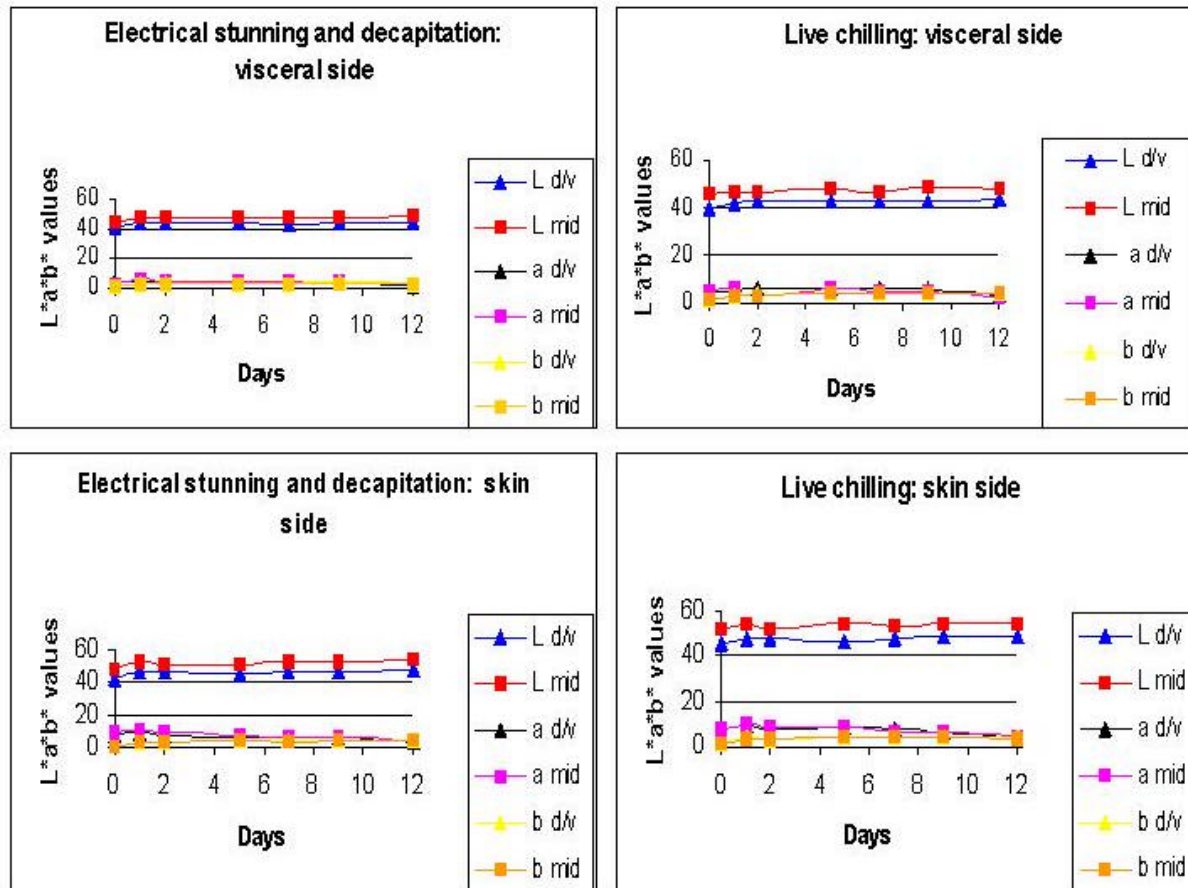 Electrical stunning and decapitation:
visceral side
L*a*b* values
60
40
20
0
0 2 4 6 8 10 12
Days
L d/v
L mid
a d/v
a mid
b d/v
b mid
Live chilling: visceral side
L*a*b* values
60
40
20
0
0 2 4 6 8 10 12
Days
L d/v
L mid
a d/v
a mid
b d/v
b mid
Electrical stunning and decapitation: skin
side
L*a*b* values
60
40
20
0
0 2 4 6 8 10 12
Days
L d/v
L mid
a d/v
a mid
b d/v
b mid
Live chilling: skin side
L*a*b* values
60
40
20
0
0 2 4 6 8 10 12
Days
L d/v
L mid
a d/v
a mid
b d/v
b mid